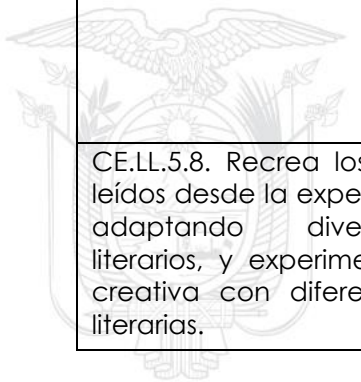 CE.LL.5.8. Recrea los
leídos desde la expe
adaptando dive
literarios, y experime
creativa con difere
literarias.